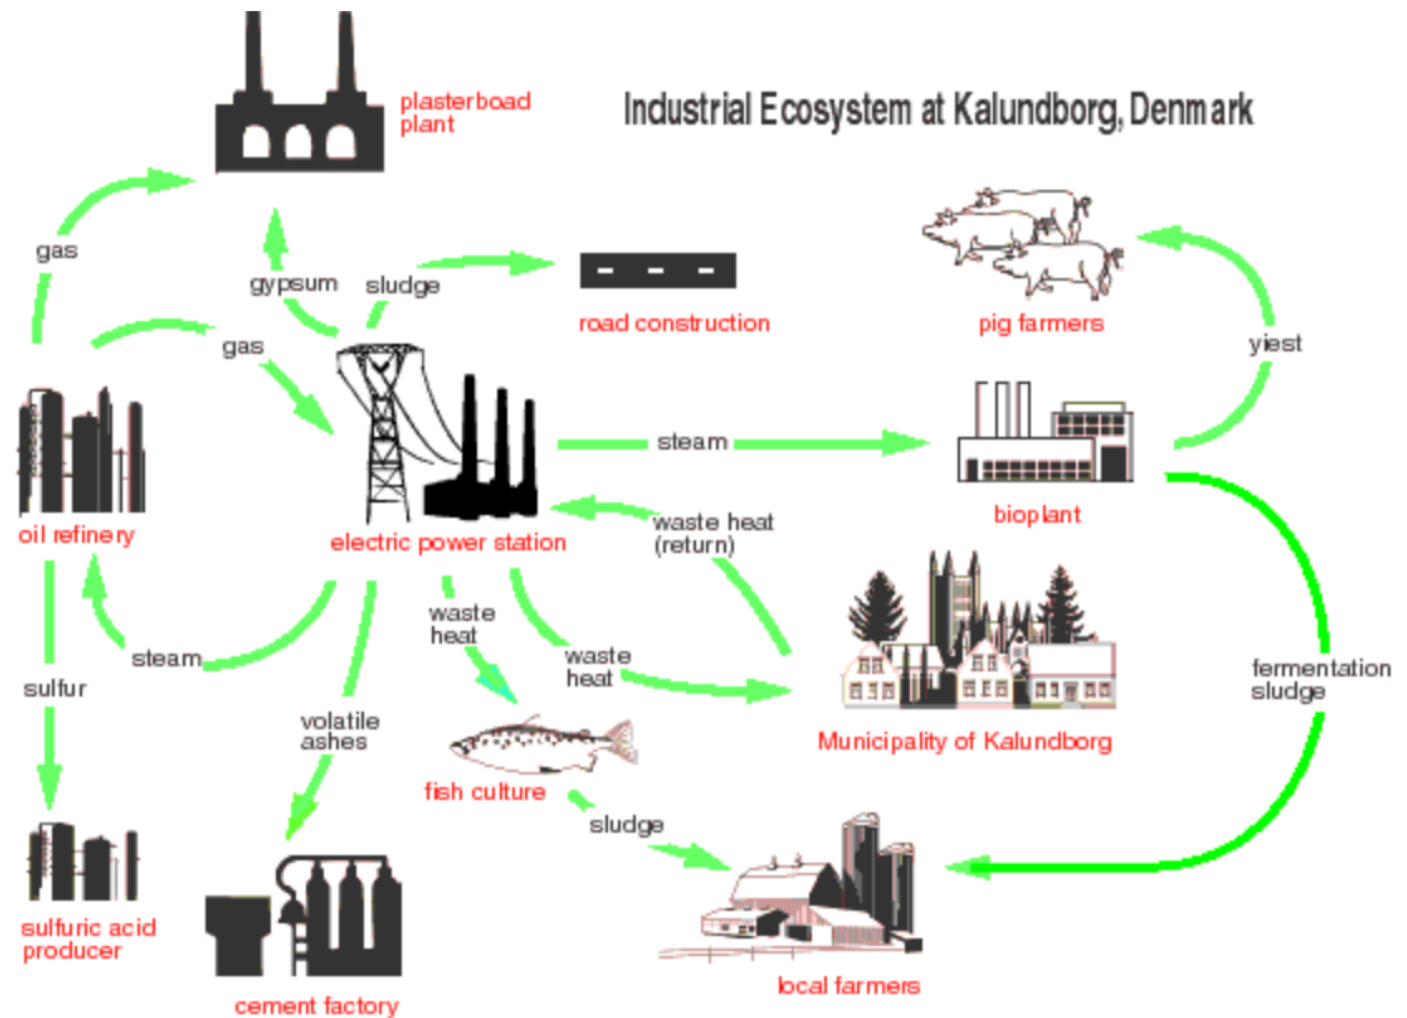 Industrial Ecosystem at Kalundborg, Denmark
plasterboad
plant
gas
gypsum
sludge
road construction
pig farmers
yiest
gas
steam
bioplant
oil refinery
electric power station
waste heat
(return)
waste
heat
waste
heat
steam
sulfur
volatile
ashes
fermentation
sludge
Municipality of Kalundborg
fish culture
sludge
sulfuric acid
producer
cement factory
local farmers